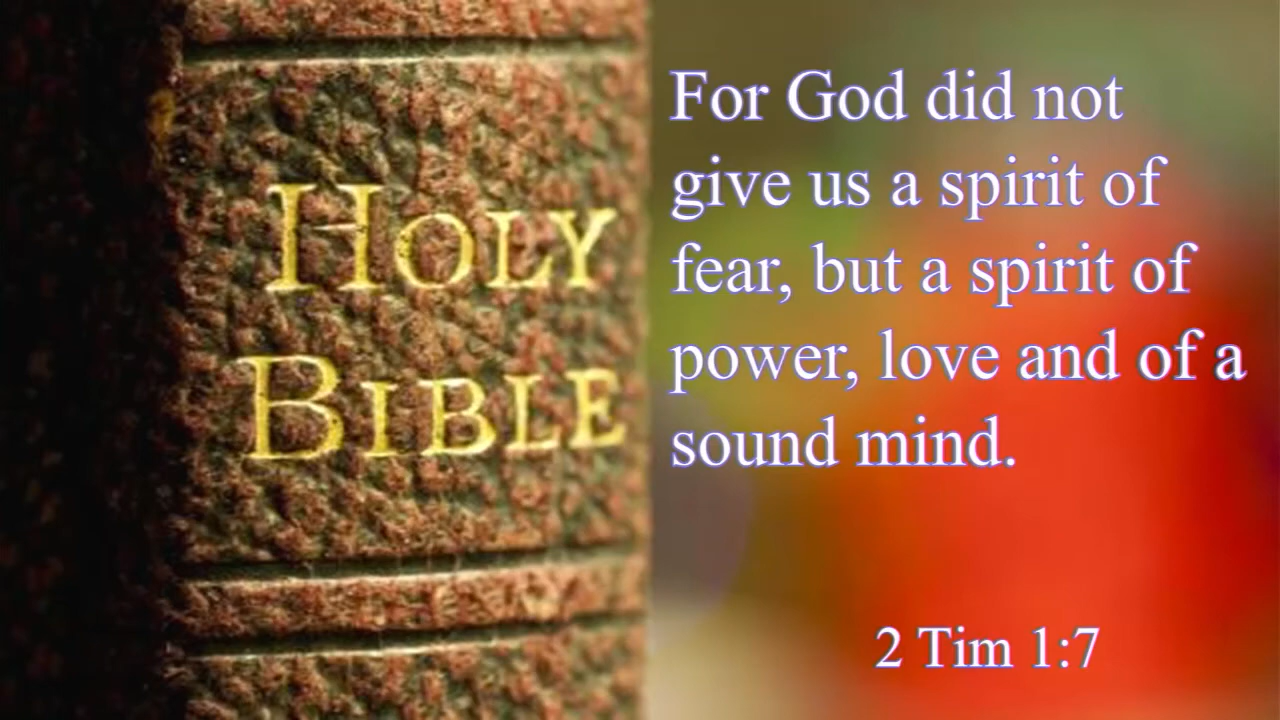 HOLY
BIBLE
For God did not
give us a spirit of
fear, but a spirit of
power, love and of a
sound mind.
2 Tim 1:7